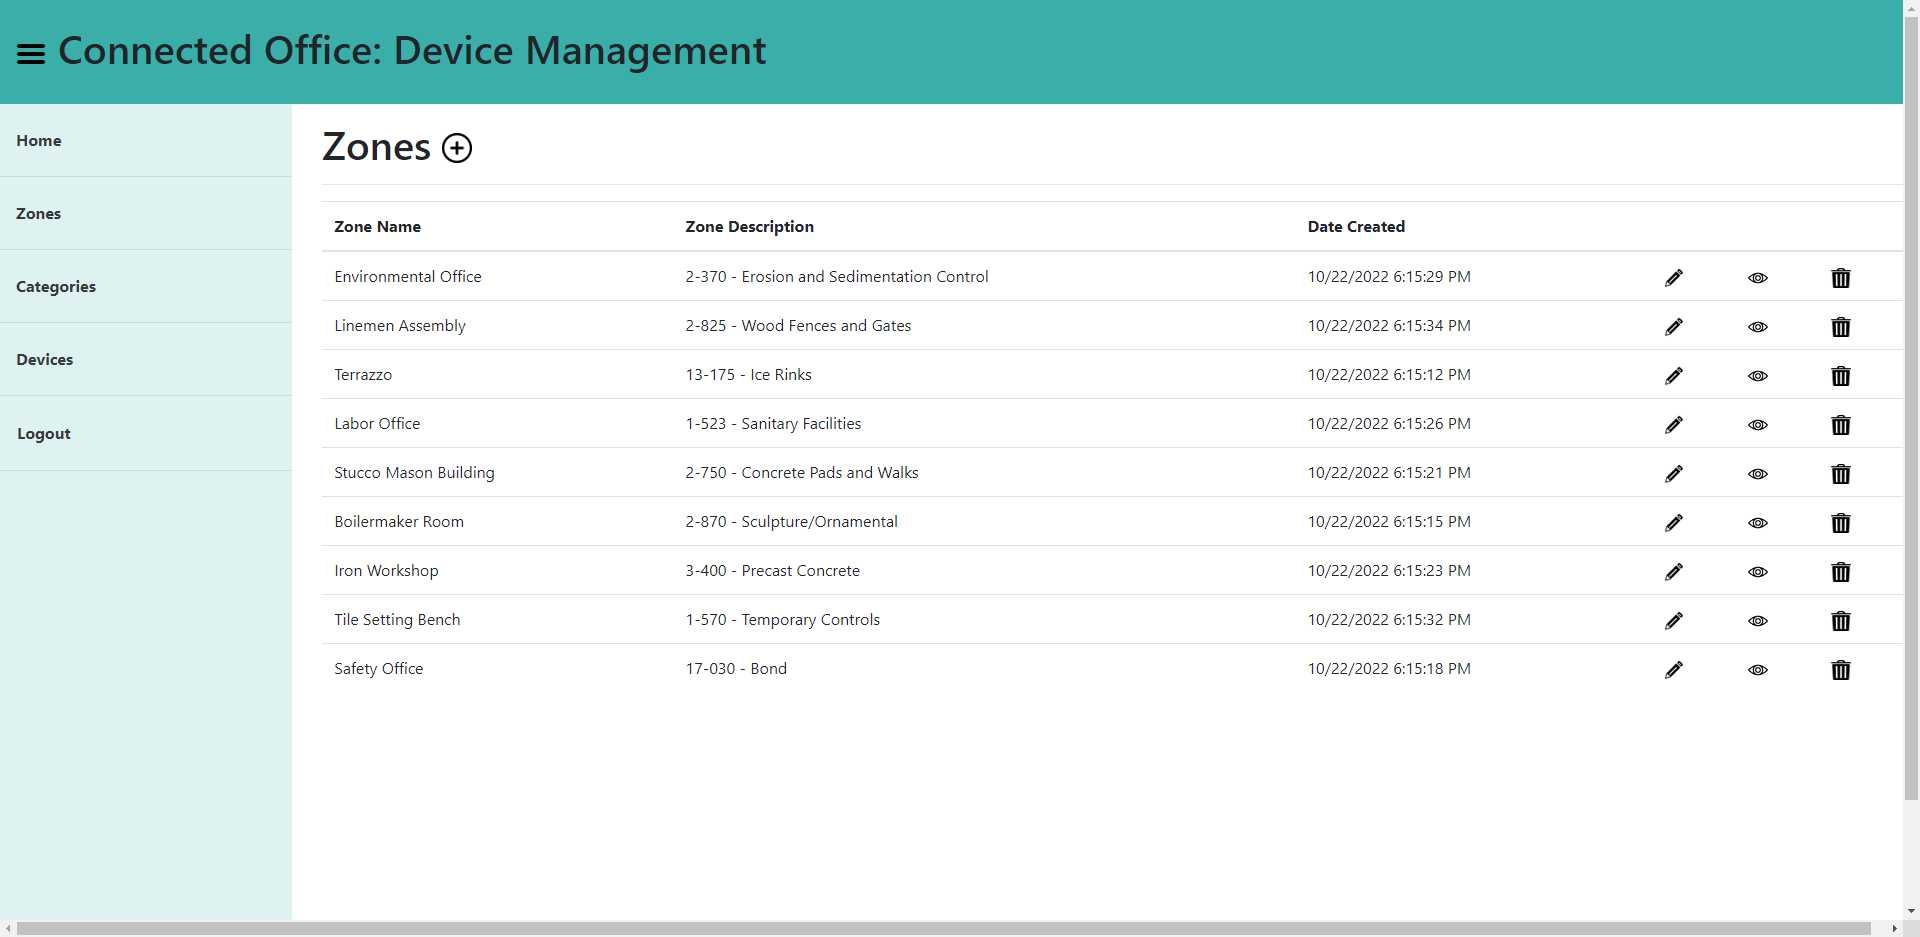 Connected Office: Device Management
Home
Zones
Categories
Devices
Logout
Zones
Zone Name Zone Description Date Created
Environmental Office 2-370 - Erosion and Sedimentation Control 10/22/2022 6:15:29 PM
Linemen Assembly 2-825 - Wood Fences and Gates 10/22/2022 6:15:34 PM
Terrazzo 13-175 - Ice Rinks 10/22/2022 6:15:12 PM
Labor Office 1-523 - Sanitary Facilities 10/22/2022 6:15:26 PM
Stucco Mason Building 2-750 - Concrete Pads and Walks 10/22/2022 6:15:21 PM
Boilermaker Room 2-870 - Sculpture/Ornamental 10/22/2022 6:15:15 PM
Iron Workshop 3-400 - Precast Concrete 10/22/2022 6:15:23 PM
Tile Setting Bench 1-570 - Temporary Controls 10/22/2022 6:15:32 PM
Safety Office 17-030 - Bond 10/22/2022 6:15:18 PM